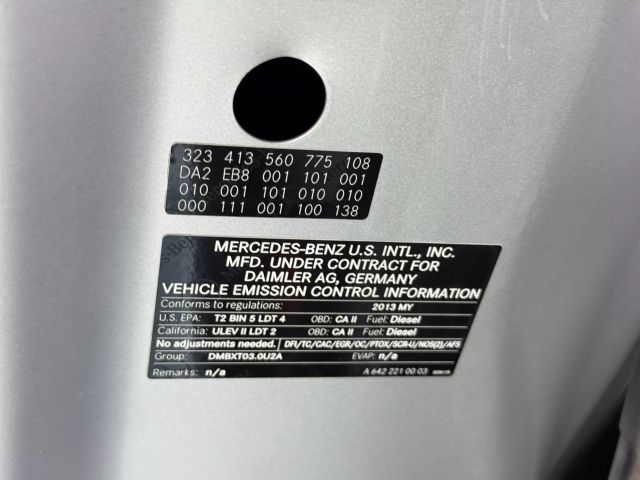 323 413 560 775 108
DA2 EB8 001 101 001
010 001 101 010 010
000 111 001 100 138
MERCEDES-BENZ U.S. INTL., INC.
MFD. UNDER CONTRACT FOR
DAIMLER AG, GERMANY
VEHICLE EMISSION CONTROL INFORMATION
Conforms to regulations: 2013 MY
U.S. EPA: T2 BIN 5 LDT 4 OBD: CA II Fuel: Diesel
California: ULEV II LDT 2 OBD: CA II Fuel: Diesel
No adjustments needed. DFI/TC/CAC/EGR/OC/PTOX/SCR-U/NOS(2)/AFS
Group: DMBXT03.0U2A EVAP: n/a
Remarks: n/a A 642 221 00 03